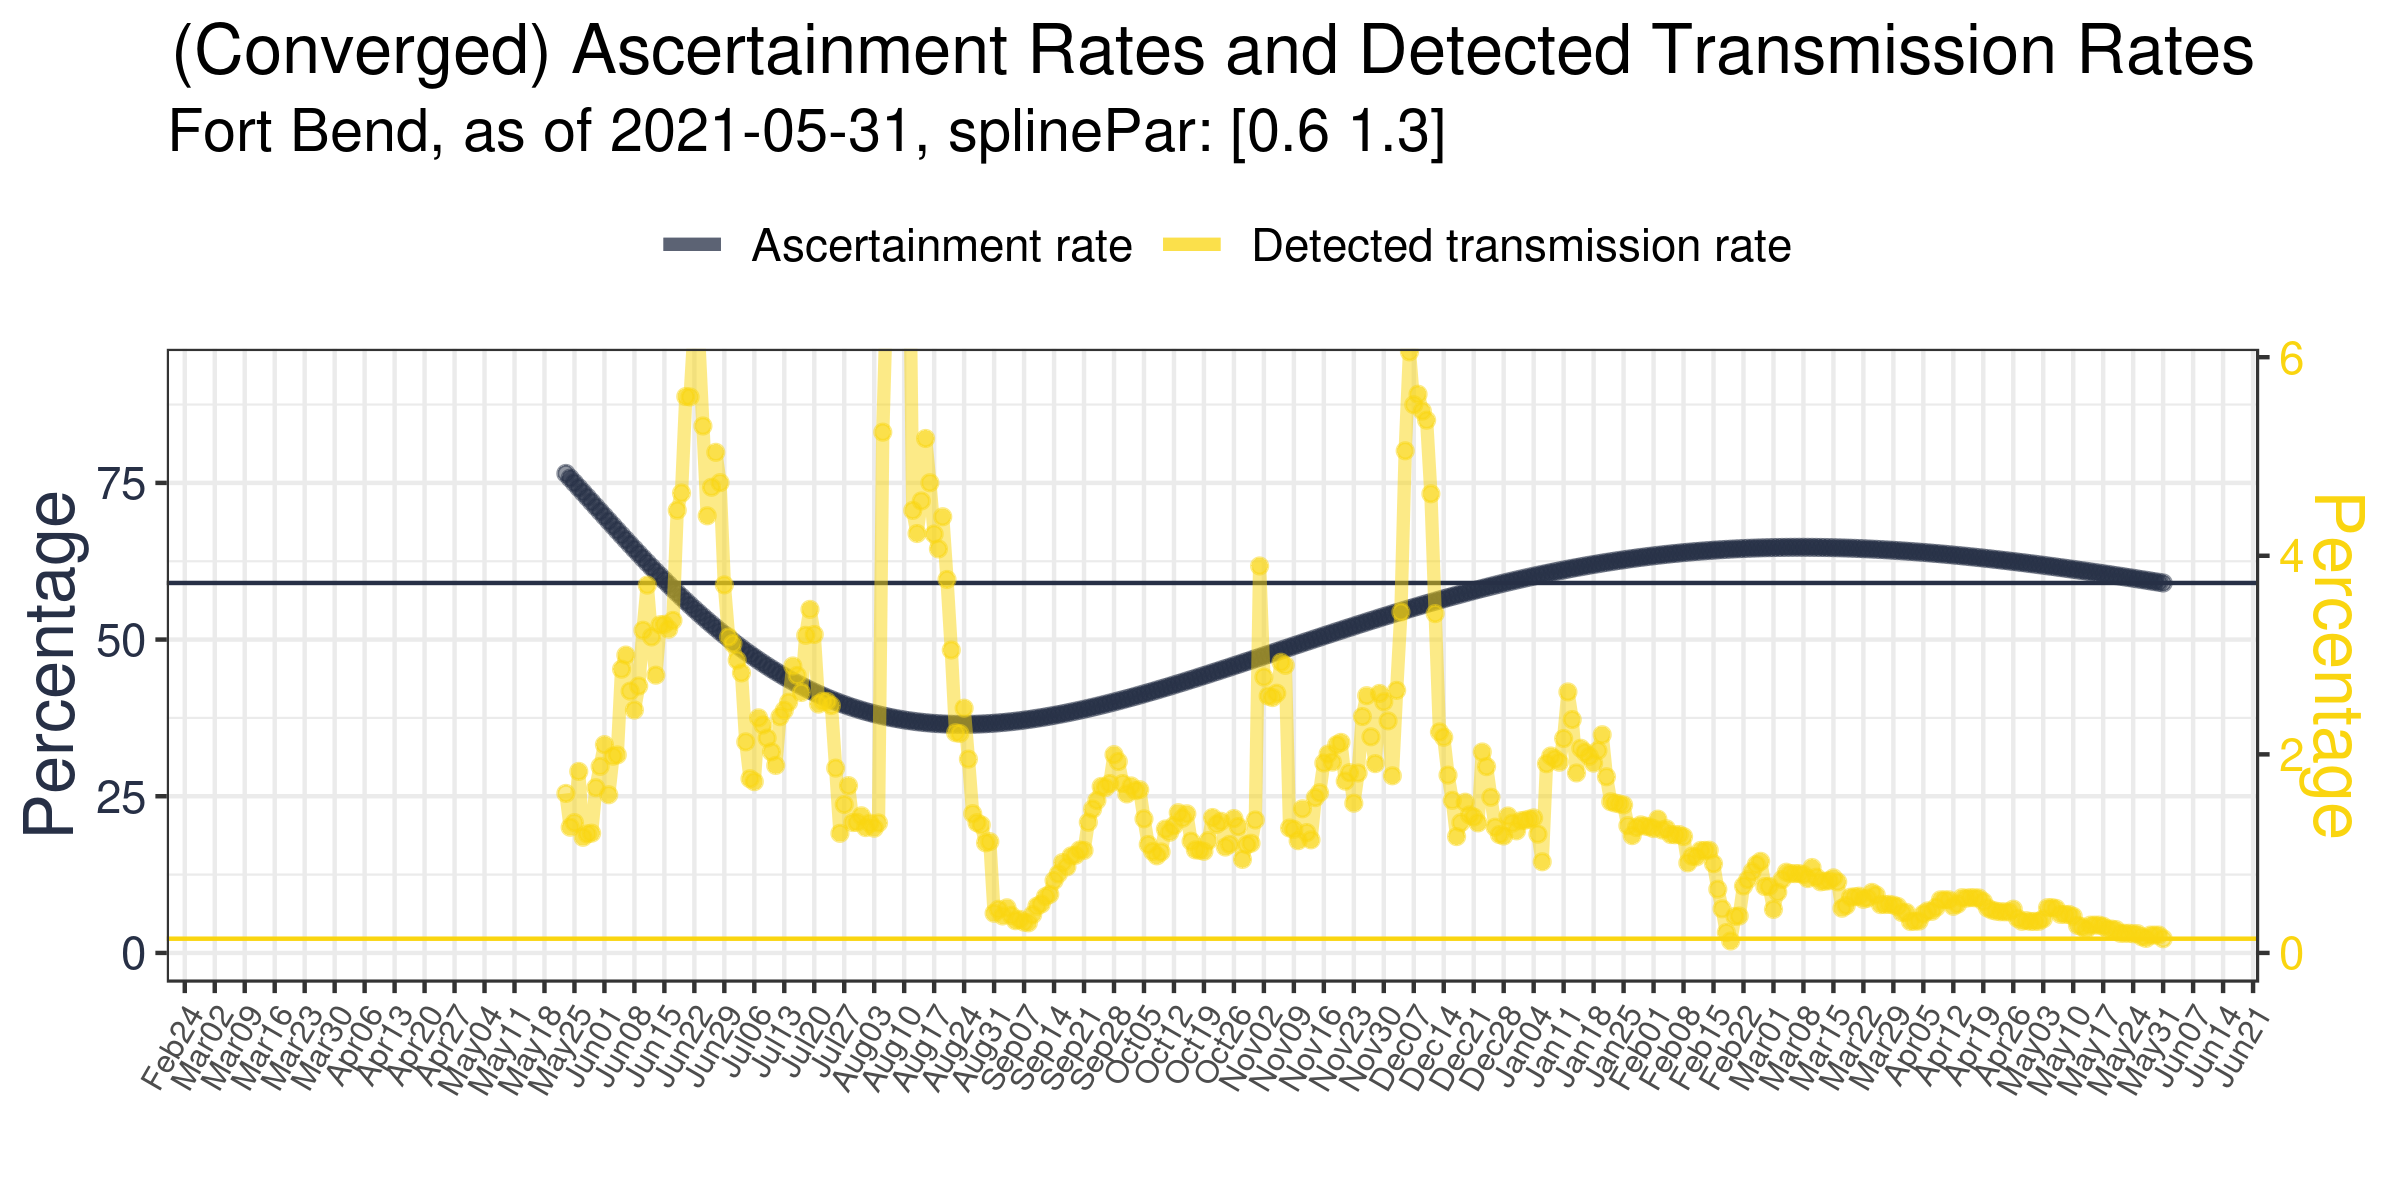 (Converged) Ascertainment Rates and Detected Transmission Rates
Fort Bend, as of 2021-05-31, splinePar: [0.6 1.3]
Ascertainment rate
Detected transmission rate
Percentage
75
50
25
0
6
4
2
0
Percentage
Feb24
Mar02
Mar09
Mar16
Mar23
Mar30
Apr06
Apr13
Apr20
Apr27
May04
May11
May18
May25
Jun01
Jun08
Jun15
Jun22
Jun29
Jul06
Jul13
Jul20
Jul27
Aug03
Aug10
Aug17
Aug24
Aug31
Sep07
Sep14
Sep21
Sep28
Oct05
Oct12
Oct19
Oct26
Nov02
Nov09
Nov16
Nov23
Nov30
Dec07
Dec14
Dec21
Dec28
Jan04
Jan11
Jan18
Jan25
Feb01
Feb08
Feb15
Feb22
Mar01
Mar08
Mar15
Mar22
Mar29
Apr05
Apr12
Apr19
Apr26
May03
May10
May17
May24
May31
Jun07
Jun14
Jun21